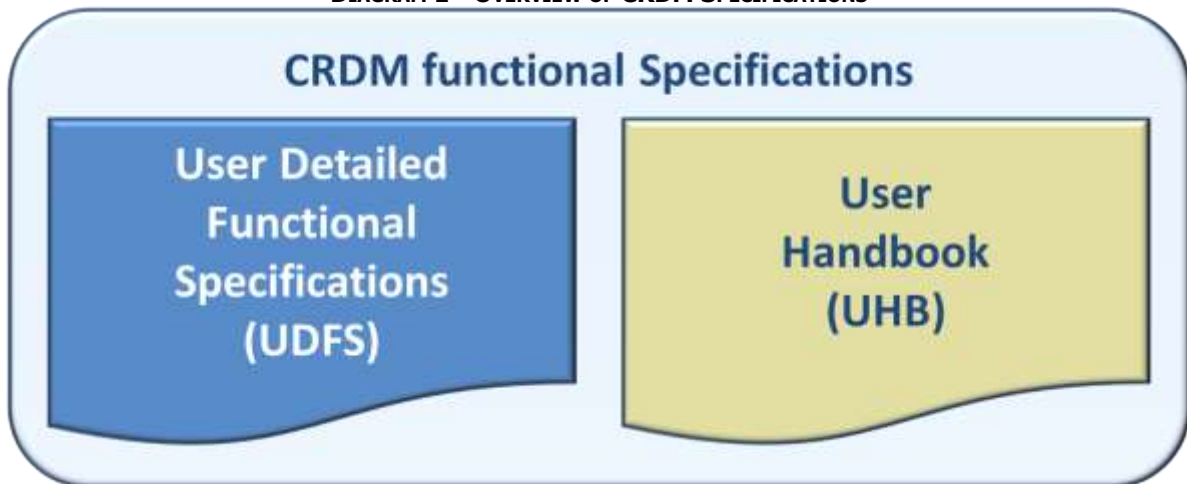 CRDM functional Specifications
User Detailed
Functional
Specifications
(UDFS)
User
Handbook
(UHB)